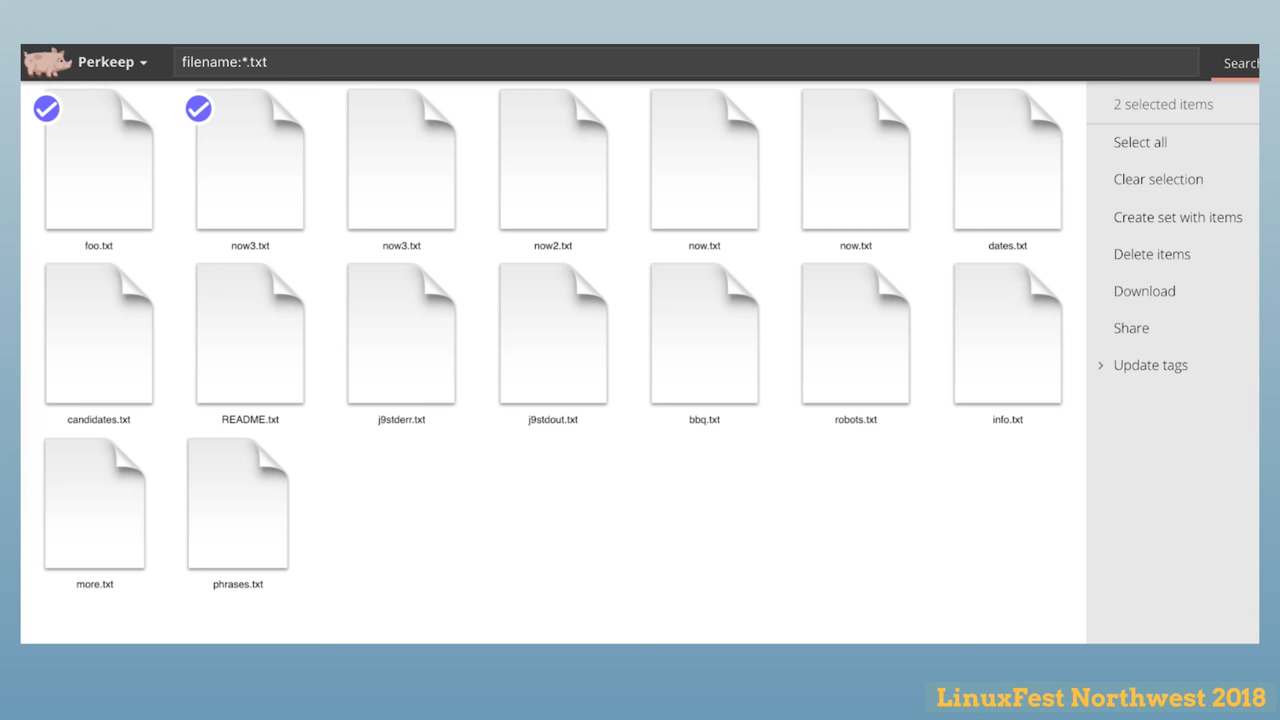 Perkeep
filename:*.txt
Search
2 selected items
Select all
Clear selection
Create set with items
Delete items
Download
Share
Update tags
foo.txt
now3.txt
now3.txt
now2.txt
now.txt
now.txt
dates.txt
candidates.txt
README.txt
j9stderr.txt
j9stdout.txt
bbq.txt
robots.txt
info.txt
more.txt
phrases.txt
LinuxFest Northwest 2018